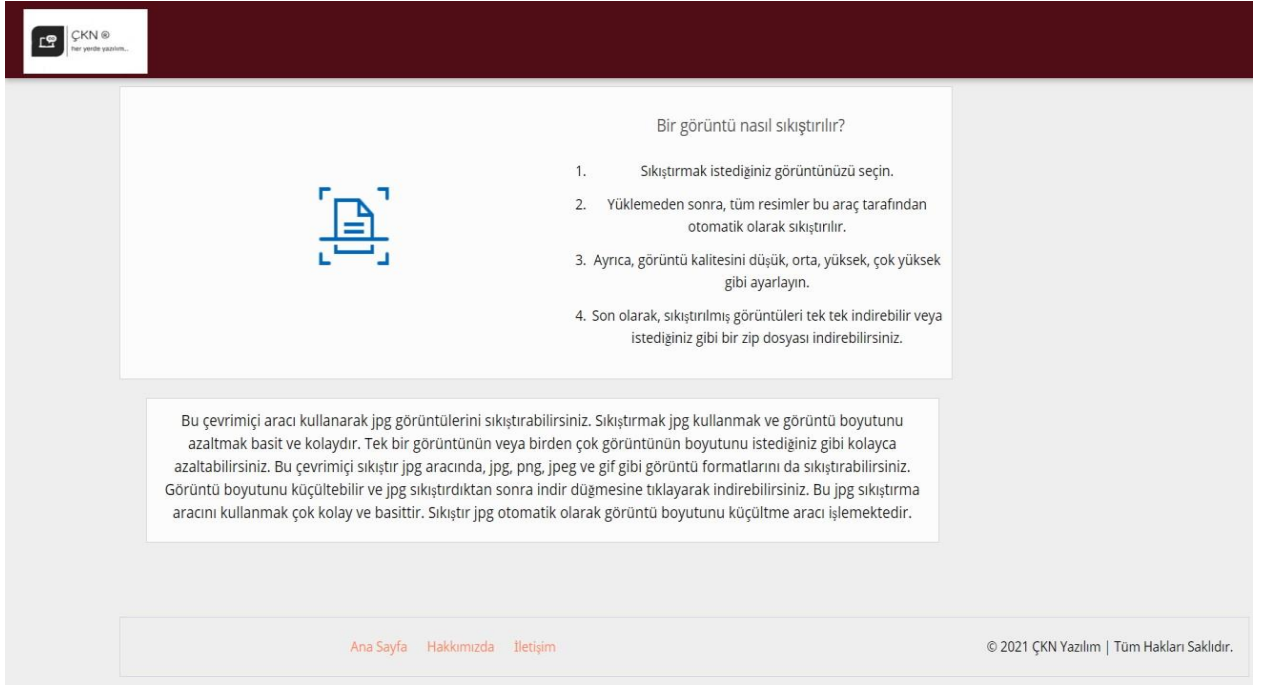 ÇKN ®
her yerde yazılım...
Bir görüntü nasıl sıkıştırılır?
1. Sıkıştırmak istediğiniz görüntünüzü seçin.
2. Yüklemeden sonra, tüm resimler bu araç tarafından
otomatik olarak sıkıştırılır.
3. Ayrıca, görüntü kalitesini düşük, orta, yüksek, çok yüksek
gibi ayarlayın.
4. Son olarak, sıkıştırılmış görüntüleri tek tek indirebilir veya
istediğiniz gibi bir zip dosyası indirebilirsiniz.
Bu çevrimiçi aracı kullanarak jpg görüntülerini sıkıştırabilirsiniz. Sıkıştırmak jpg kullanmak ve görüntü boyutunu
azaltmak basit ve kolaydır. Tek bir görüntünün veya birden çok görüntünün boyutunu istediğiniz gibi kolayca
azaltabilirsiniz. Bu çevrimiçi sıkıştır jpg aracında, jpg, png, jpeg ve gif gibi görüntü formatlarını da sıkıştırabilirsiniz.
Görüntü boyutunu küçültebilir ve jpg sıkıştırdıktan sonra indir düğmesine tıklayarak indirebilirsiniz. Bu jpg sıkıştırma
aracını kullanmak çok kolay ve basittir. Sıkıştır jpg otomatik olarak görüntü boyutunu küçültme aracı işlemektedir.
Ana Sayfa Hakkımızda İletişim
© 2021 ÇKN Yazılım | Tüm Hakları Saklıdır.